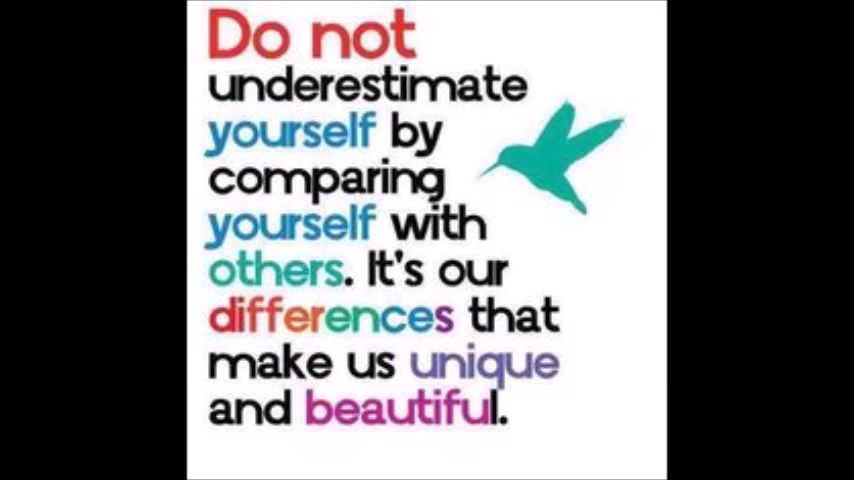 Do not
underestimate
yourself by
comparing
yourself with
others. It's our
differences that
make us unique
and beautiful.